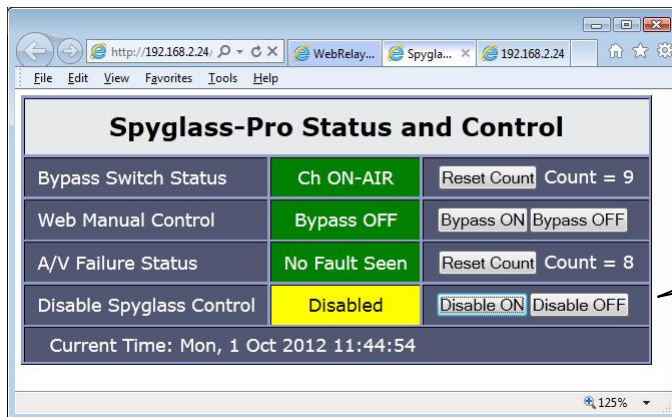 http://192.168.2.24/
WebRelay...
Spygla...
192.168.2.24
File Edit View Favorites Tools Help
Spyglass-Pro Status and Control
Bypass Switch Status Ch ON-AIR Reset Count Count = 9
Web Manual Control Bypass OFF Bypass ON Bypass OFF
A/V Failure Status No Fault Seen Reset Count Count = 8
Disable Spyglass Control Disabled Disable ON Disable OFF
Current Time: Mon, 1 Oct 2012 11:44:54
125%